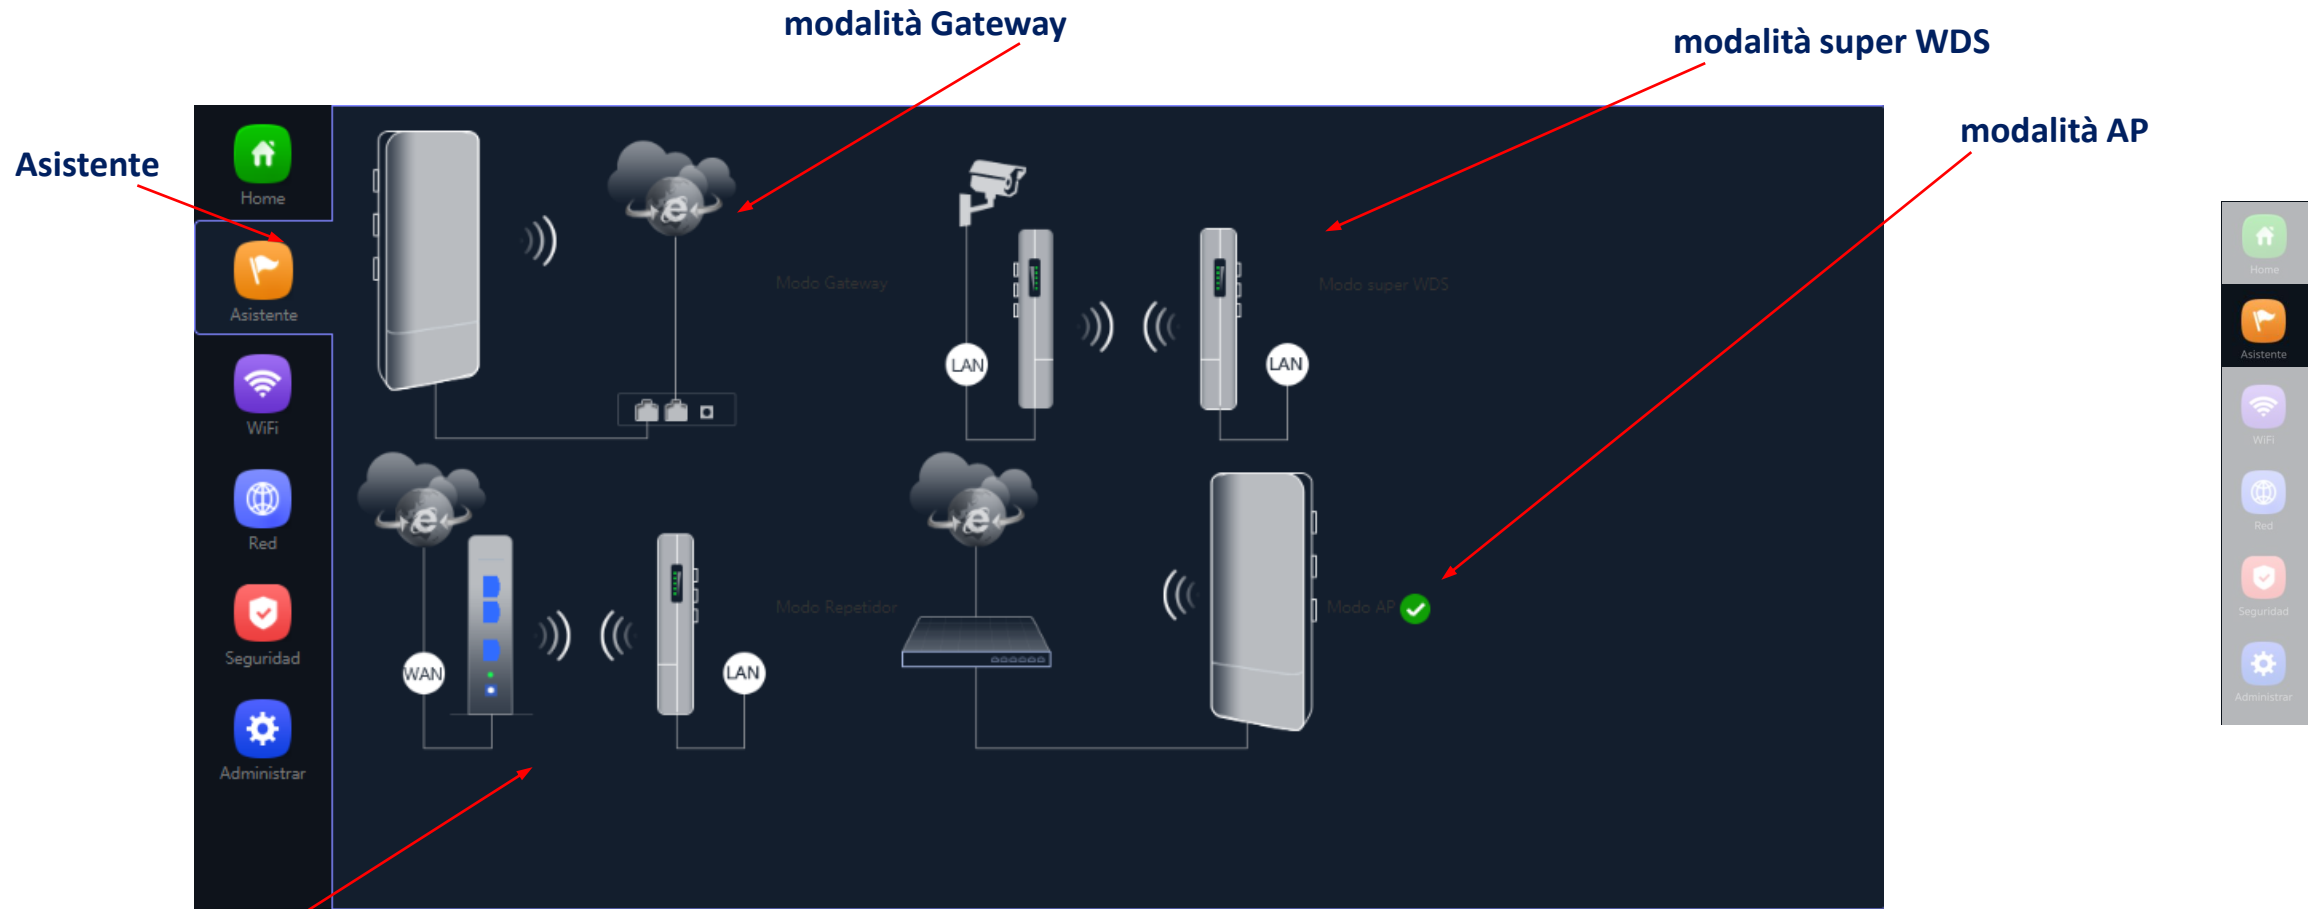 modalità Gateway
modalità super WDS
modalità AP
Asistente
Home
Asistente
WiFi
Red
Seguridad
Administrar
Modo Gateway
LAN
LAN
Modo super WDS
WAN
LAN
Modo Repetidor
Modo AP
Home
Asistente
WiFi
Red
Seguridad
Administrar